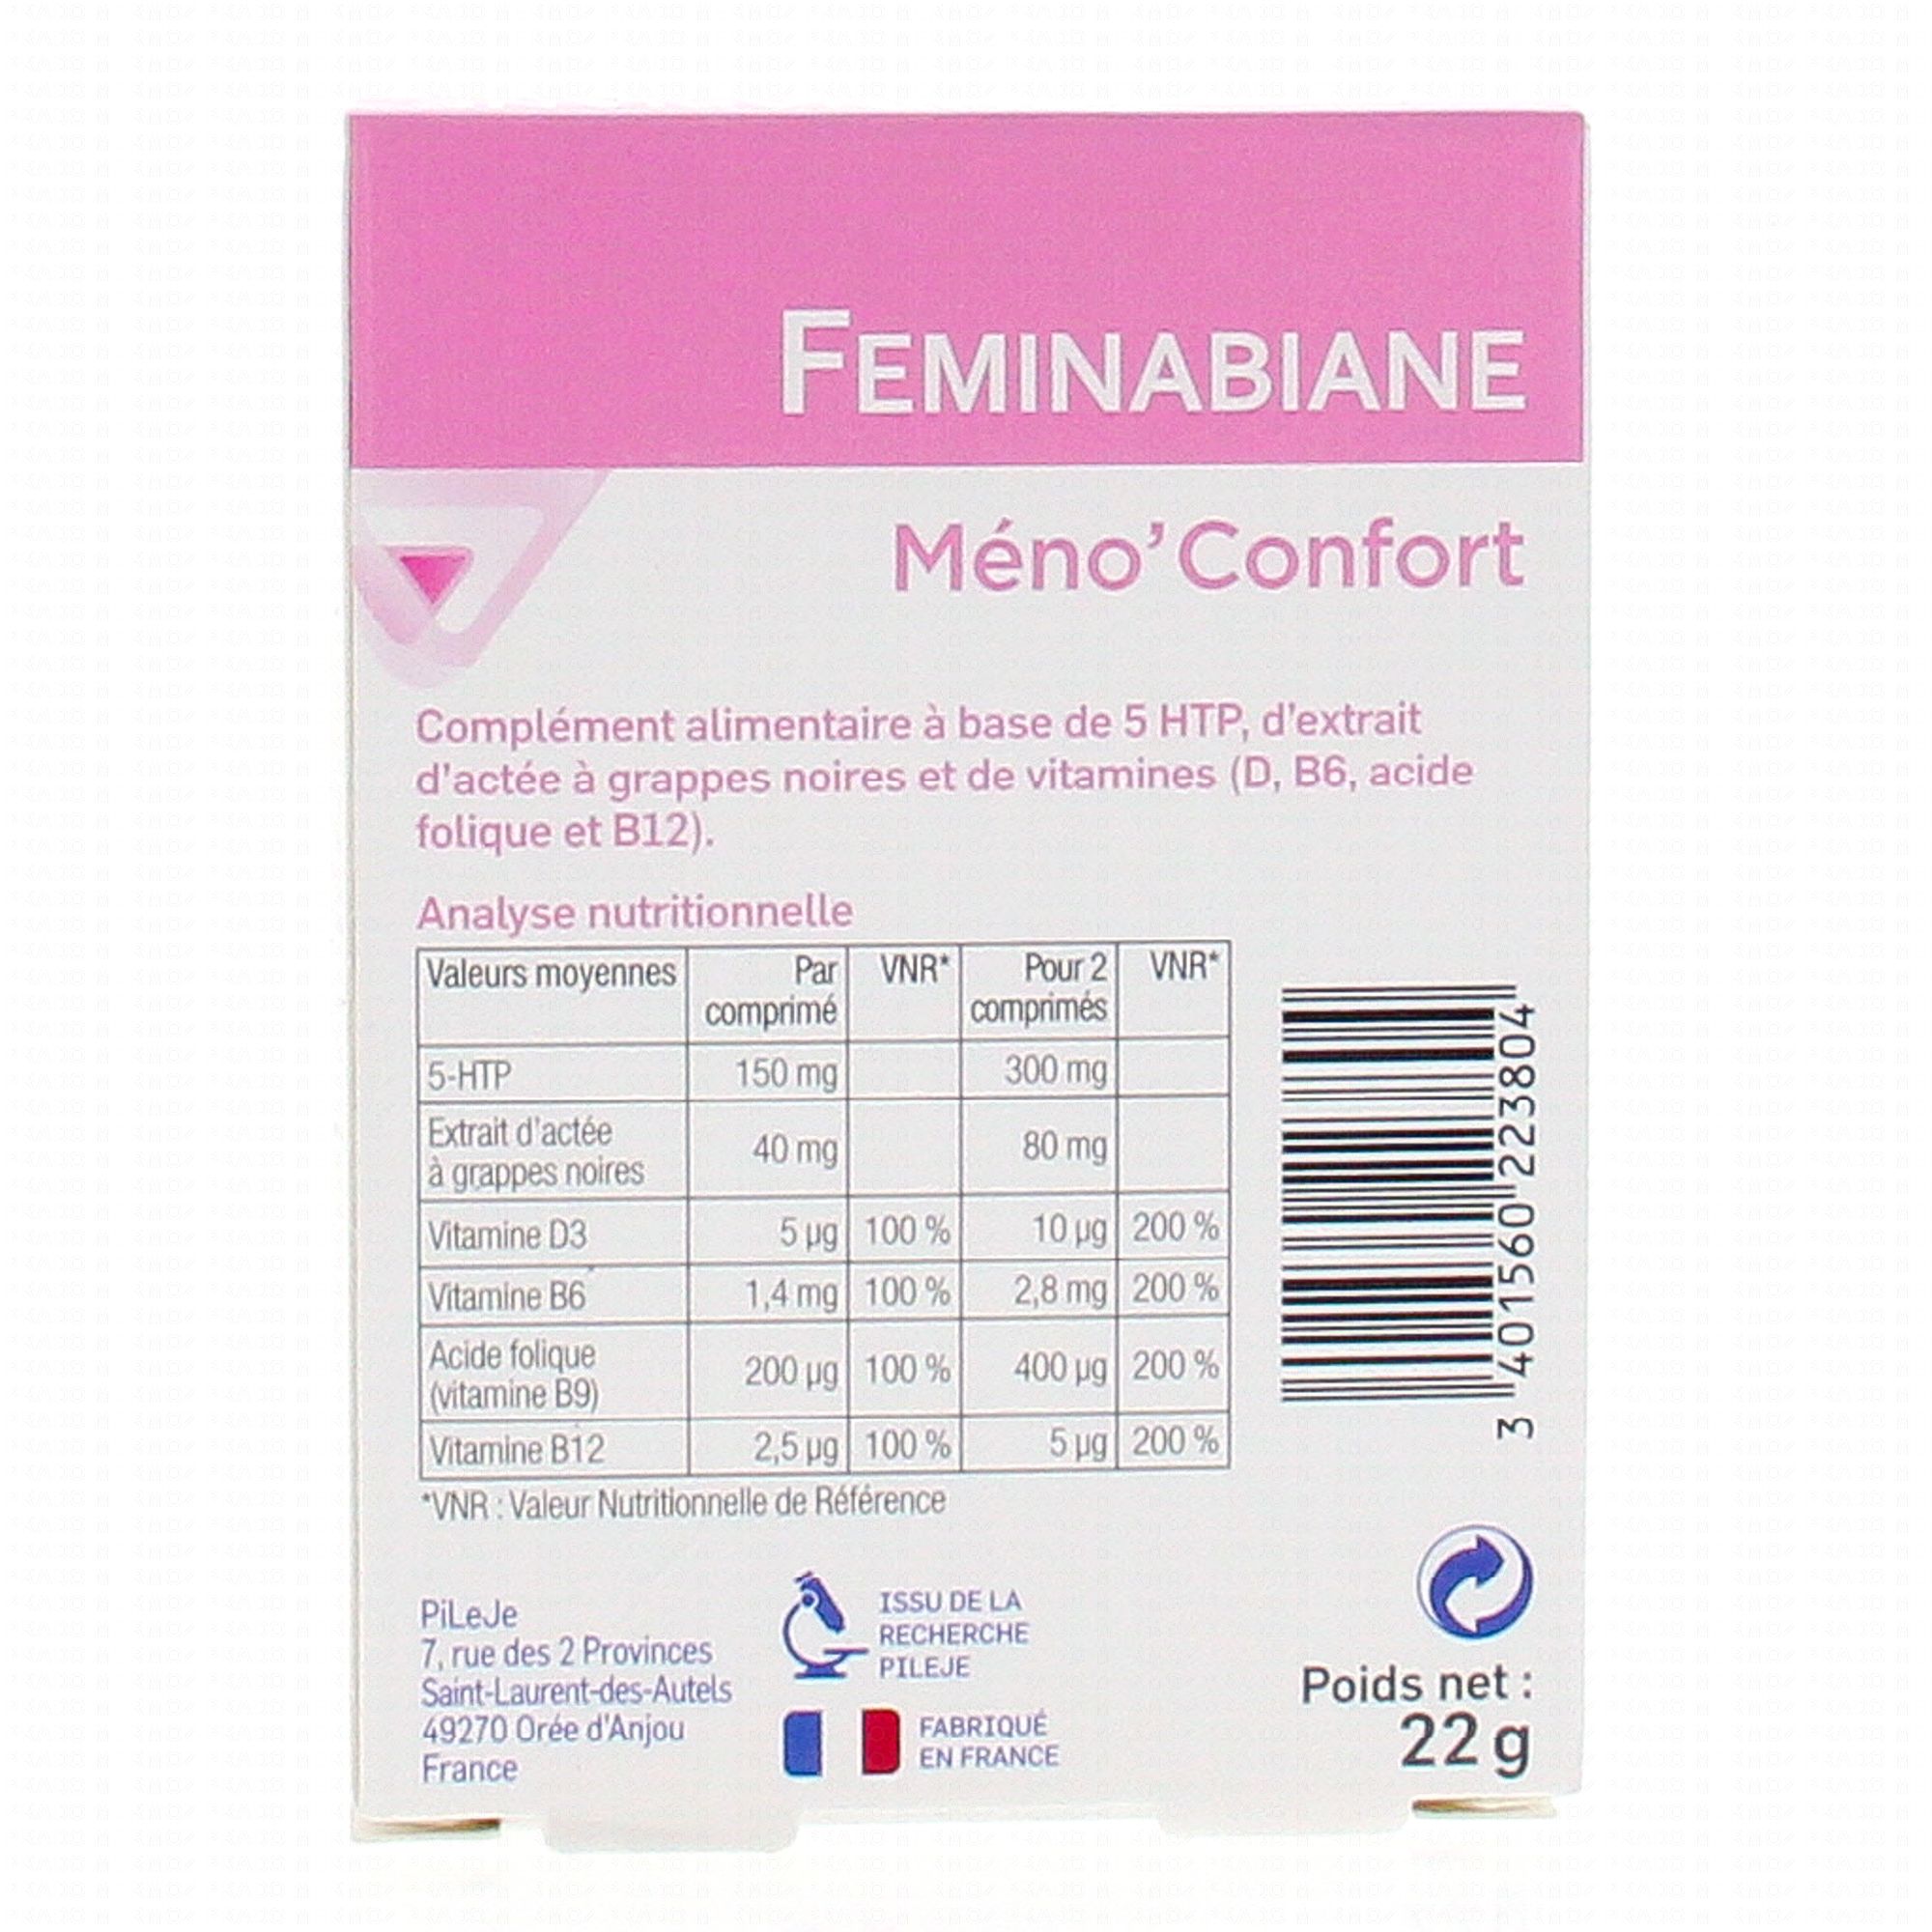 FEMINABIANE
Méno’Confort
Complément alimentaire à base de 5 HTP, d’extrait
d'actée à grappes noires et de vitamines (D, B6, acide
folique et B12).
Analyse nutritionnelle
Valeurs moyennes Par comprimé VNR* Pour 2 comprimés VNR*
5-HTP 150 mg 300 mg
Extrait d'actée à grappes noires 40 mg 80 mg
Vitamine D3 5 µg 100 % 10 µg 200 %
Vitamine B6 1,4 mg 100 % 2,8 mg 200 %
Acide folique (vitamine B9) 200 µg 100 % 400 µg 200 %
Vitamine B12 2,5 µg 100 % 5 µg 200 %
*VNR : Valeur Nutritionnelle de Référence
3 401560 223804
PiLeJe
7, rue des 2 Provinces
Saint-Laurent-des-Autels
49270 Orée d'Anjou
France
ISSU DE LA
RECHERCHE
PILEJE
FABRIQUÉ
EN FRANCE
Poids net :
22 g